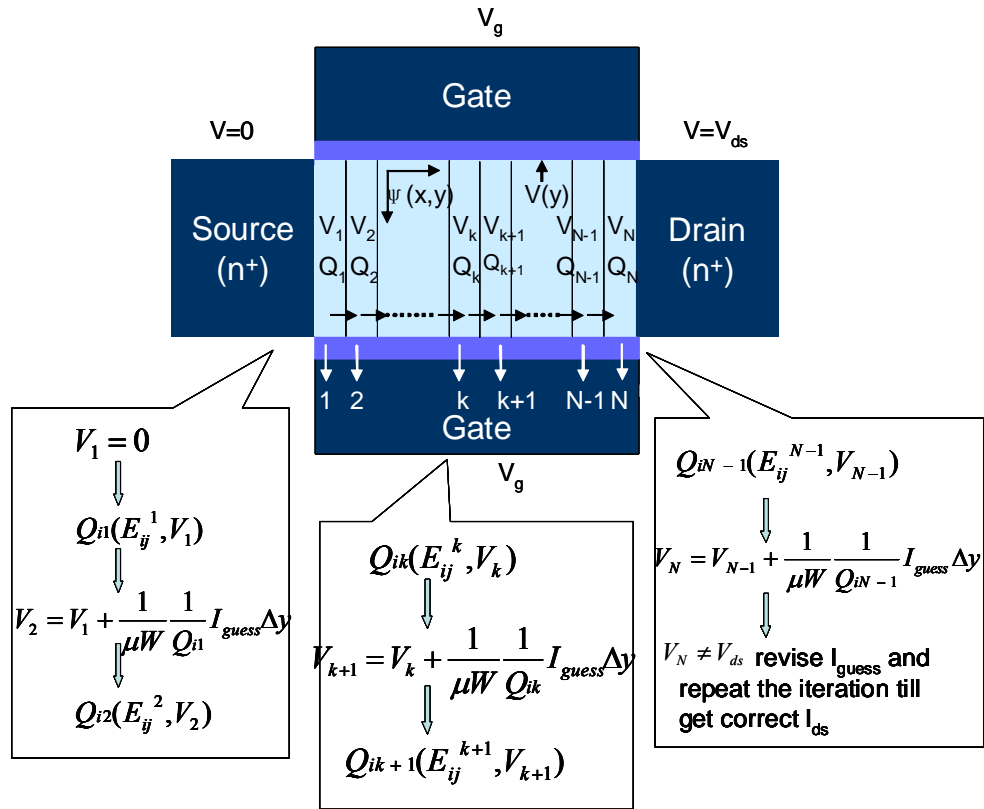 V_g
Gate
V=0
V=V_ds
Ψ (x,y)
V(y)
Source
(n⁺)
V_1 V_2 V_k V_k+1 V_N-1 V_N
Q_1 Q_2 Q_k Q_k+1 Q_N-1 Q_N
Drain
(n⁺)
1 2 k k+1 N-1 N
Gate
V_g
V_1 = 0
Q_i1(E_ij^1, V_1)
V_2 = V_1 + 1/μW 1/Q_i1 I_guess Δy
Q_i2(E_ij^2, V_2)
Q_ik(E_ij^k, V_k)
V_k+1 = V_k + 1/μW 1/Q_ik I_guess Δy
Q_ik+1(E_ij^k+1, V_k+1)
Q_iN-1(E_ij^N-1, V_N-1)
V_N = V_N-1 + 1/μW 1/Q_iN-1 I_guess Δy
V_N ≠ V_ds revise I_guess and
repeat the iteration till
get correct I_ds